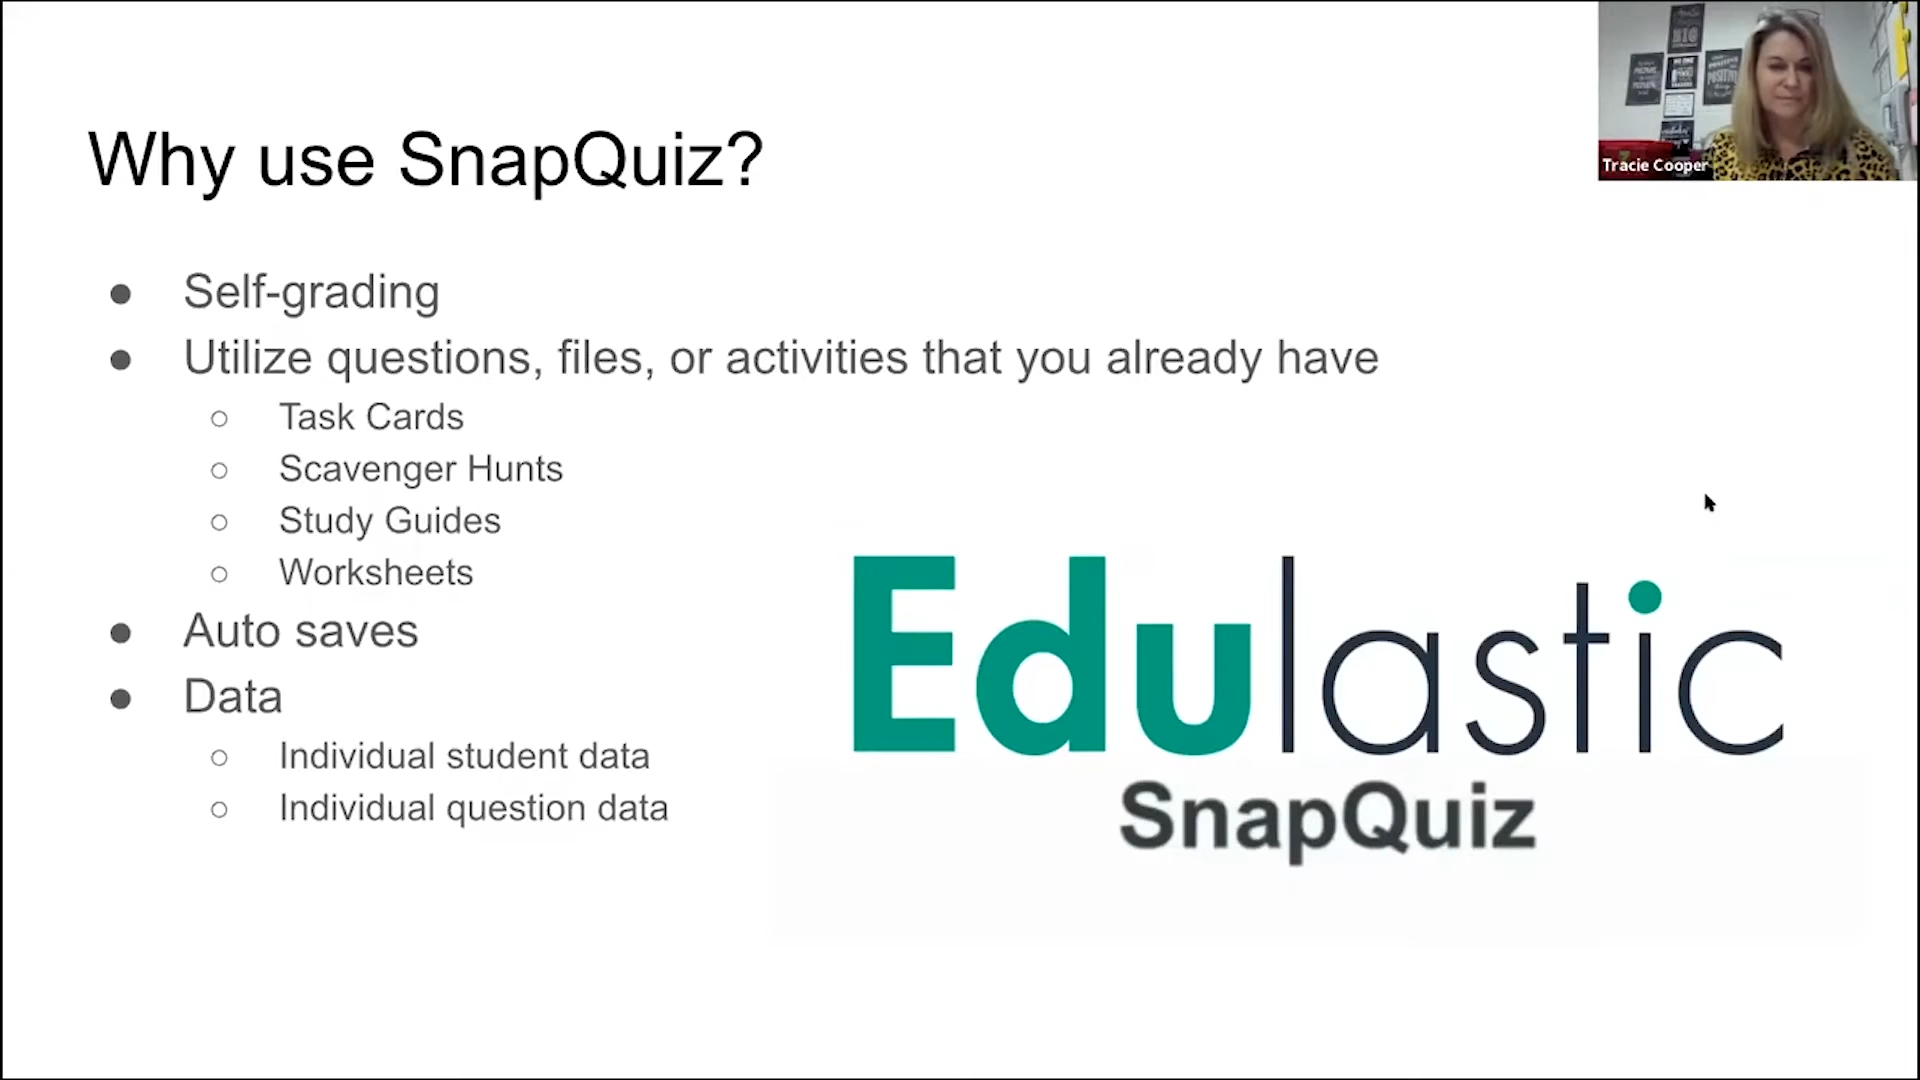 Why use SnapQuiz?
● Self-grading
● Utilize questions, files, or activities that you already have
○ Task Cards
○ Scavenger Hunts
○ Study Guides
○ Worksheets
● Auto saves
● Data
○ Individual student data
○ Individual question data
Edulastic
SnapQuiz
Tracie Cooper